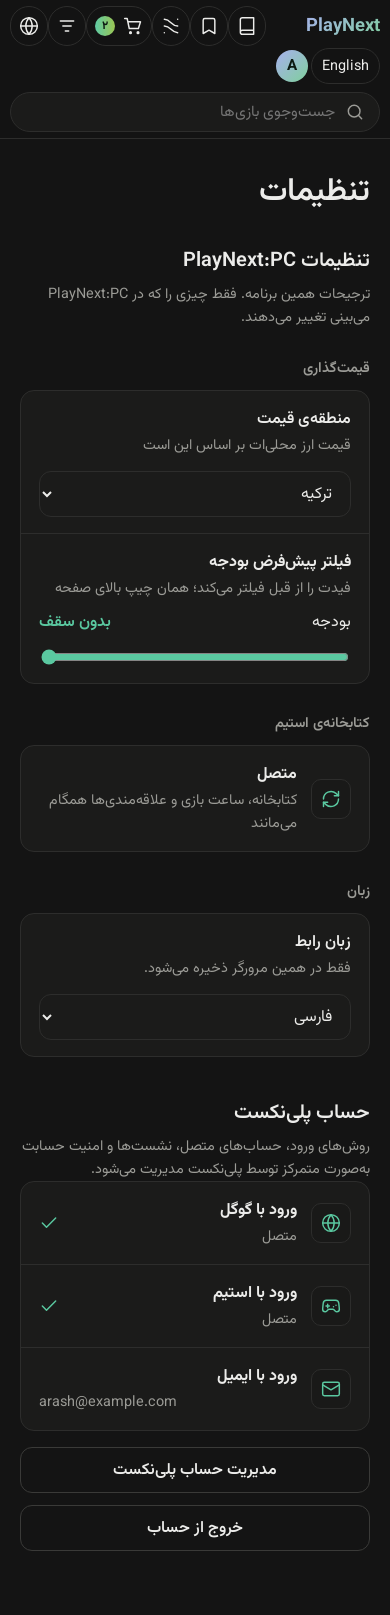 PlayNext
۲
English
A
جست‌وجوی بازی‌ها
تنظیمات
تنظیمات PlayNext:PC
ترجیحات همین برنامه. فقط چیزی را که در PlayNext:PC
می‌بینی تغییر می‌دهند.
قیمت‌گذاری
منطقه‌ی قیمت
قیمت ارز محلی‌ات بر اساس این است
ترکیه
فیلتر پیش‌فرض بودجه
فیدت را از قبل فیلتر می‌کند؛ همان چیپ بالای صفحه
بودجه
بدون سقف
کتابخانه‌ی استیم
متصل
کتابخانه، ساعت بازی و علاقه‌مندی‌ها همگام
می‌مانند
زبان
زبان رابط
فقط در همین مرورگر ذخیره می‌شود.
فارسی
حساب پلی‌نکست
روش‌های ورود، حساب‌های متصل، نشست‌ها و امنیت حسابت
به‌صورت متمرکز توسط پلی‌نکست مدیریت می‌شود.
ورود با گوگل
متصل
ورود با استیم
متصل
ورود با ایمیل
arash@example.com
مدیریت حساب پلی‌نکست
خروج از حساب